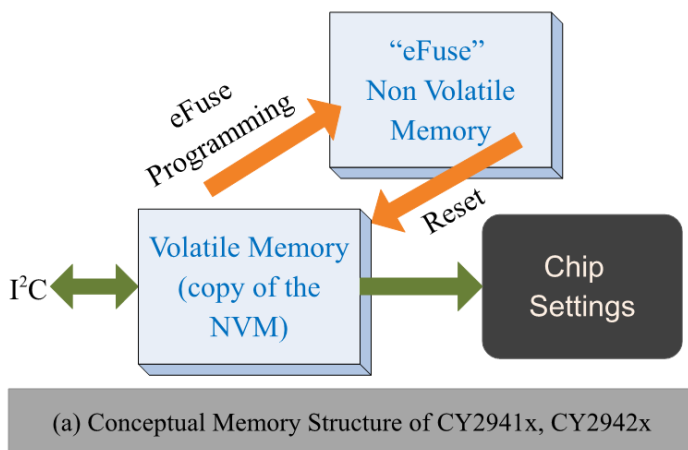 “eFuse”
Non Volatile
Memory
eFuse
Programming
Reset
Volatile Memory
(copy of the
NVM)
I²C
Chip
Settings
(a) Conceptual Memory Structure of CY2941x, CY2942x